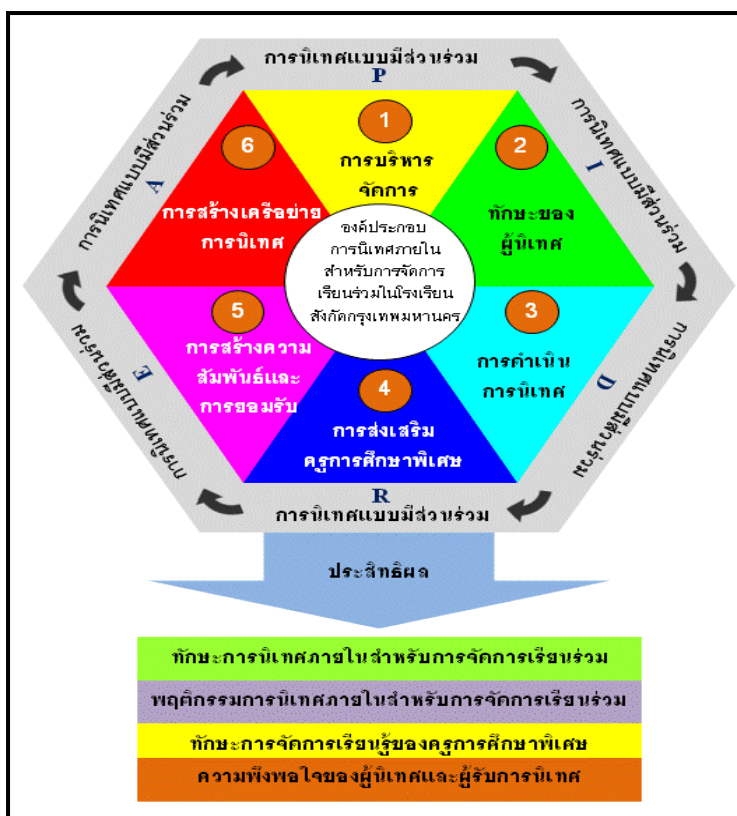 การนิเทศแบบมีส่วนร่วม
P
1
การบริหาร
จัดการ
การนิเทศแบบมีส่วนร่วม
I
2
ทักษะของ
ผู้นิเทศ
การนิเทศแบบมีส่วนร่วม
D
3
การดำเนิน
การนิเทศ
4
การส่งเสริม
ครูการศึกษาพิเศษ
R
การนิเทศแบบมีส่วนร่วม
5
การสร้างความ
สัมพันธ์และ
การยอมรับ
E
การนิเทศแบบมีส่วนร่วม
6
การสร้างเครือข่าย
การนิเทศ
A
การนิเทศแบบมีส่วนร่วม
องค์ประกอบ
การนิเทศภายใน
สำหรับการจัดการ
เรียนร่วมในโรงเรียน
สังกัดกรุงเทพมหานคร
ประสิทธิผล
ทักษะการนิเทศภายในสำหรับการจัดการเรียนร่วม
พฤติกรรมการนิเทศภายในสำหรับการจัดการเรียนร่วม
ทักษะการจัดการเรียนรู้ของครูการศึกษาพิเศษ
ความพึงพอใจของผู้นิเทศและผู้รับการนิเทศ